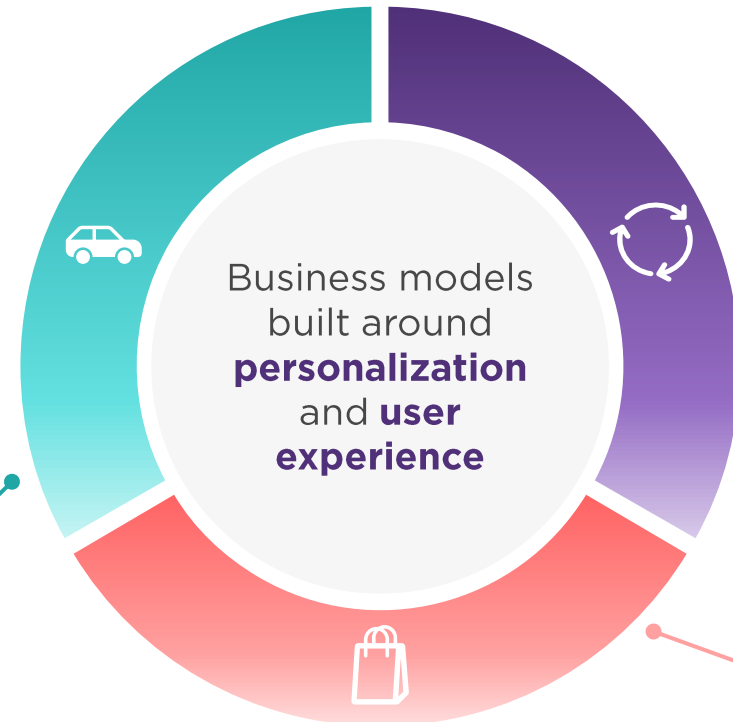 Business models
built around
personalization
and user
experience